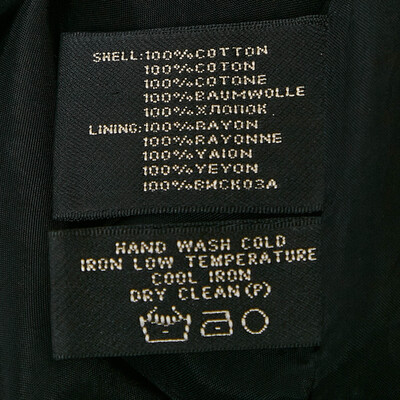 SHELL:100%COTTON
100%COTON
100%COTONE
100%BAUMWOLLE
100%ХЛОПОК
LINING:100%RAYON
100%RAYONNE
100%YAION
100%YEYON
100%ВИСКОЗА
HAND WASH COLD
IRON LOW TEMPERATURE
COOL IRON
DRY CLEAN(P)